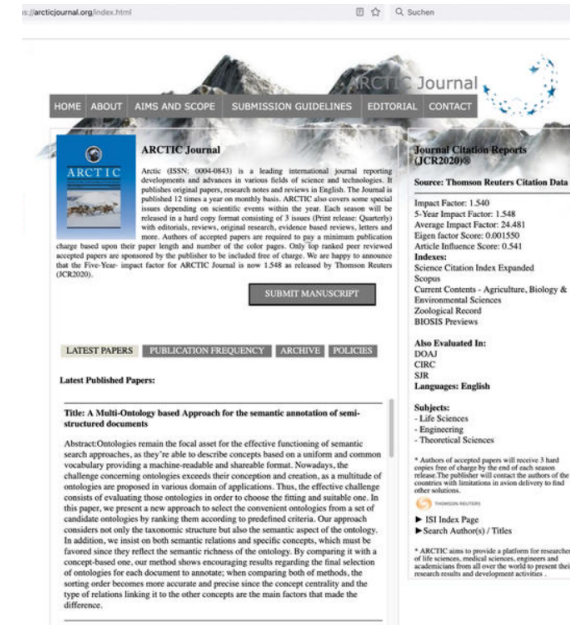 s://arcticjournal.org/index.html
Suchen
ARCTIC Journal
HOME ABOUT AIMS AND SCOPE SUBMISSION GUIDELINES EDITORIAL CONTACT
ARCTIC
ARCTIC Journal
Arctic (ISSN: 0004-0843) is a leading international journal reporting
developments and advances in various fields of science and technologies. It
publishes original papers, research notes and reviews in English. The Journal is
published 12 times a year on monthly basis. ARCTIC also covers some special
issues depending on scientific events within the year. Each season will be
released in a hard copy format consisting of 3 issues (Print release: Quarterly)
with editorials, reviews, original research, evidence based reviews, letters and
more. Authors of accepted papers are required to pay a minimum publication
charge based upon their paper length and number of the color pages. Only top ranked peer reviewed
accepted papers are sponsored by the publisher to be included free of charge. We are happy to announce
that the Five-Year- impact factor for ARCTIC Journal is now 1.548 as released by Thomson Reuters
(JCR2020).
SUBMIT MANUSCRIPT
LATEST PAPERS PUBLICATION FREQUENCY ARCHIVE POLICIES
Latest Published Papers:
Title: A Multi-Ontology based Approach for the semantic annotation of semi-
structured documents
Abstract:Ontologies remain the focal asset for the effective functioning of semantic
search approaches, as they're able to describe concepts based on a uniform and common
vocabulary providing a machine-readable and shareable format. Nowadays, the
challenge concerning ontologies exceeds their conception and creation, as a multitude of
ontologies are proposed in various domain of applications. Thus, the effective challenge
consists of evaluating those ontologies in order to choose the fitting and suitable one. In
this paper, we present a new approach to select the convenient ontologies from a set of
candidate ontologies by ranking them according to predefined criteria. Our approach
considers not only the taxonomic structure but also the semantic aspect of the ontology.
In addition, we insist on both semantic relations and specific concepts, which must be
favored since they reflect the semantic richness of the ontology. By comparing it with a
concept-based one, our method shows encouraging results regarding the final selection
of ontologies for each document to annotate; when comparing both of methods, the
sorting order becomes more accurate and precise since the concept centrality and the
type of relations linking it to the other concepts are the main factors that made the
difference.
Journal Citation Reports
(JCR2020)®
Source: Thomson Reuters Citation Data
Impact Factor: 1.540
5-Year Impact Factor: 1.548
Average Impact Factor: 24.481
Eigen factor Score: 0.001550
Article Influence Score: 0.541
Indexes:
Science Citation Index Expanded
Scopus
Current Contents - Agriculture, Biology &
Environmental Sciences
Zoological Record
BIOSIS Previews
Also Evaluated In:
DOAJ
CIRC
SJR
Languages: English
Subjects:
- Life Sciences
- Engineering
- Theoretical Sciences
* Authors of accepted papers will receive 3 hard
copies free of charge by the end of each season
release.The publisher will contact the authors of the
countries with limitations in avion delivery to find
other solutions.
THOMSON REUTERS
► ISI Index Page
►Search Author(s) / Titles
* ARCTIC aims to provide a platform for researcher
of life sciences, medical sciences, engineers and
academicians from all over the world to present thei
research results and development activities .